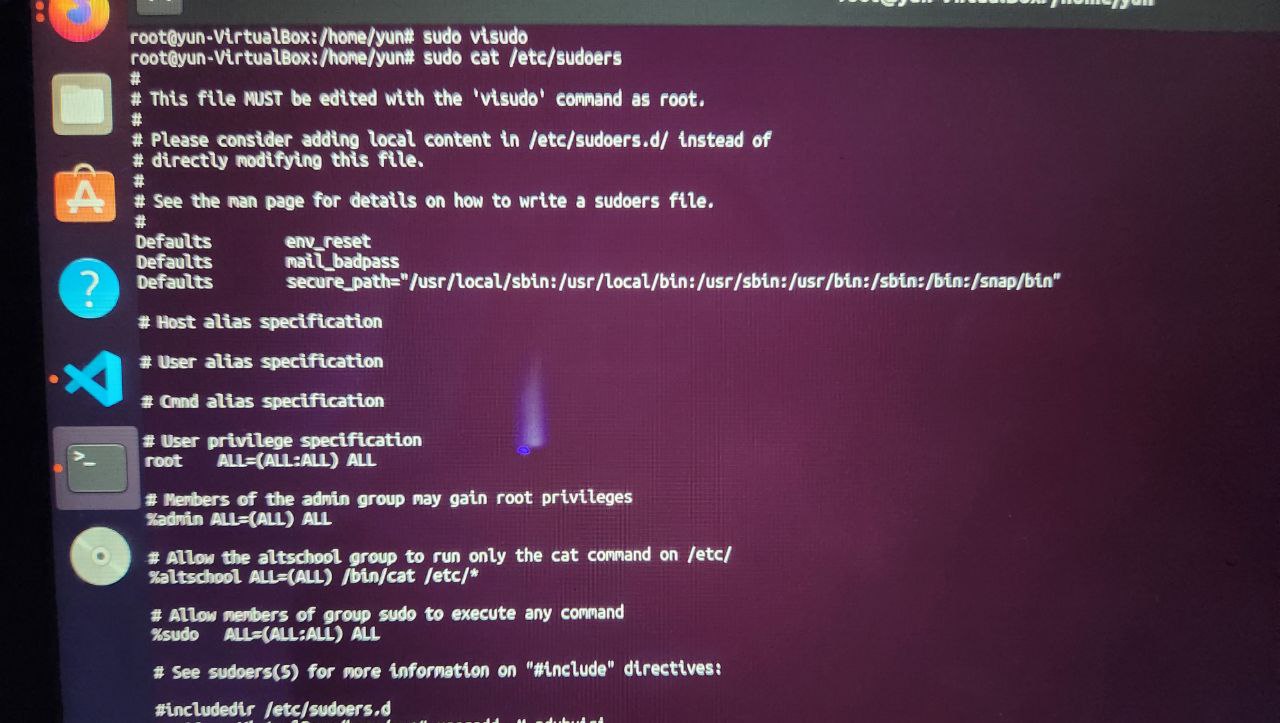 root@yun-VirtualBox:/home/yun
root@yun-VirtualBox:/home/yun# sudo visudo
root@yun-VirtualBox:/home/yun# sudo cat /etc/sudoers
#
# This file MUST be edited with the 'visudo' command as root.
#
# Please consider adding local content in /etc/sudoers.d/ instead of
# directly modifying this file.
#
# See the man page for details on how to write a sudoers file.
#
Defaults        env_reset
Defaults        mail_badpass
Defaults        secure_path="/usr/local/sbin:/usr/local/bin:/usr/sbin:/usr/bin:/sbin:/bin:/snap/bin"
# Host alias specification
# User alias specification
# Cmnd alias specification
# User privilege specification
root    ALL=(ALL:ALL) ALL
# Members of the admin group may gain root privileges
%admin ALL=(ALL) ALL
# Allow the altschool group to run only the cat command on /etc/
%altschool ALL=(ALL) /bin/cat /etc/*
# Allow members of group sudo to execute any command
%sudo   ALL=(ALL:ALL) ALL
# See sudoers(5) for more information on "#include" directives:
#includedir /etc/sudoers.d